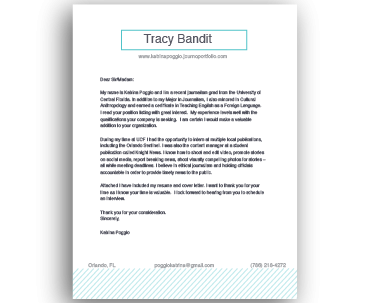 Tracy Bandit
www.katinapoggio.journoportfolio.com
Dear Sir/Madam:
My name is Katrina Poggio and I'm a recent journalism grad from the University of
Central Florida. In addition to my Major in Journalism, I also minored in Cultural
Anthropology and earned a certificate in Teaching English as a Foreign Language.
I read your position listing with great interest. My experience levels meet with the
qualifications your company is seeking. I am certain I would make a valuable
addition to your organization.
During my time at UCF I had the opportunity to intern at multiple local publications,
including the Orlando Sentinel. I was also the content manager at a student
publication called Knight News. I know how to shoot and edit video, promote stories
on social media, report breaking news, shoot visually compelling photos for stories –
all while meeting deadlines. I believe in ethical journalism and holding officials
accountable in order to provide timely news to the public.
Attached I have included my resume and cover letter. I want to thank you for your
time as I know your time is valuable. I look forward to hearing from you to schedule
an interview.
Thank you for your consideration.
Sincerely,
Katrina Poggio
Orlando, FL poggiokatrina@gmail.com (786) 216-4272